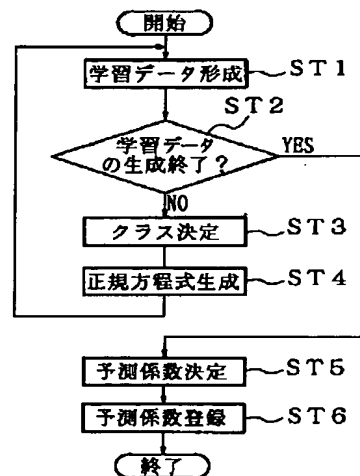 開始
学習データ形成 ST1
ST2
学習データ
の生成終了？ YES
NO
クラス決定 ST3
正規方程式生成 ST4
予測係数決定 ST5
予測係数登録 ST6
終了